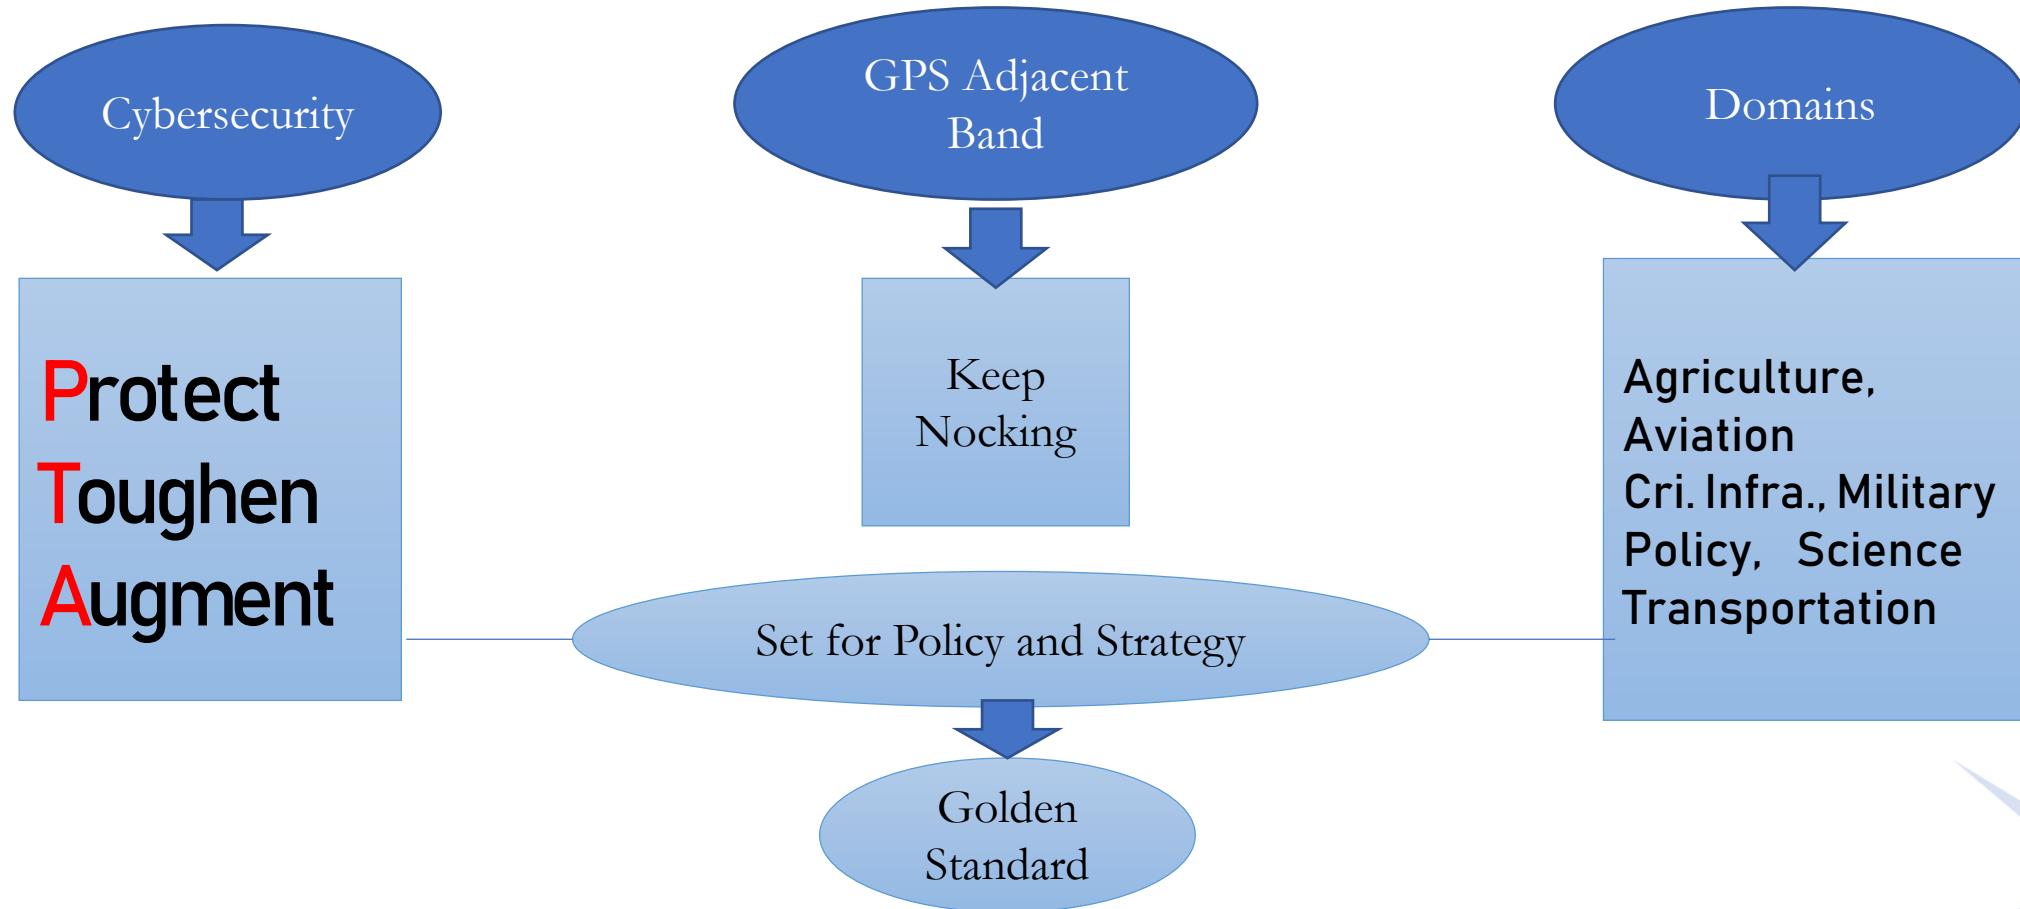 Cybersecurity
GPS Adjacent
Band
Domains
Protect
Toughen
Augment
Keep
Nocking
Agriculture,
Aviation
Cri. Infra., Military
Policy, Science
Transportation
Set for Policy and Strategy
Golden
Standard